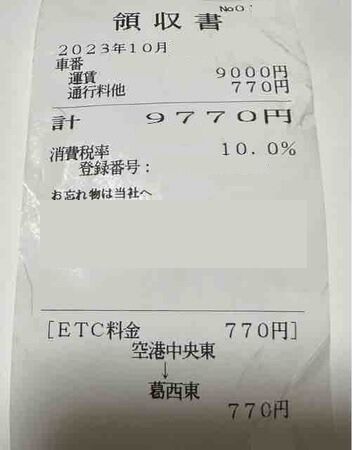 No0:
領収書
2023年10月
車番
運賃 9000円
通行料他 770円
計 9770円
消費税率 10.0%
登録番号:
お忘れ物は当社へ
[ETC料金 770円]
空港中央東
↓
葛西東
770円